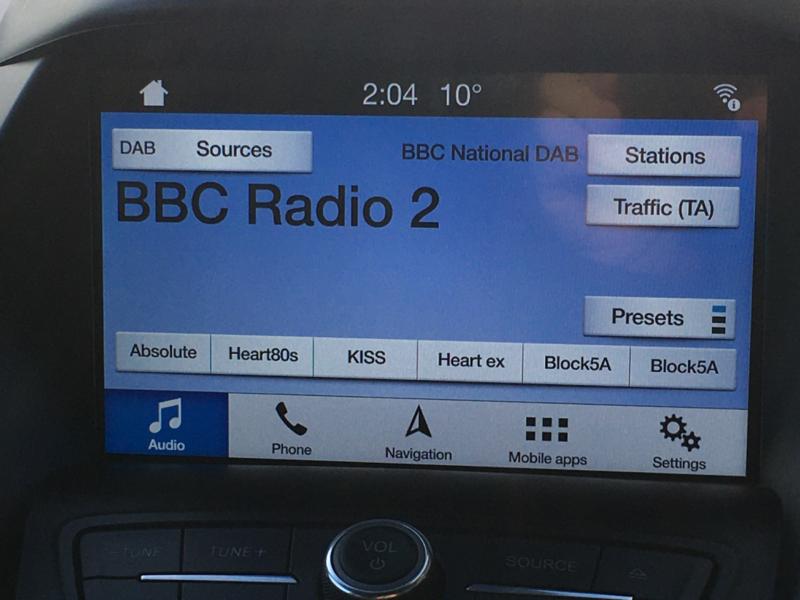 2:04 10°
DAB Sources
BBC National DAB
Stations
BBC Radio 2
Traffic (TA)
Presets
Absolute Heart80s KISS Heart ex Block5A Block5A
Audio Phone Navigation Mobile apps Settings
- TUNE TUNE + VOL SOURCE